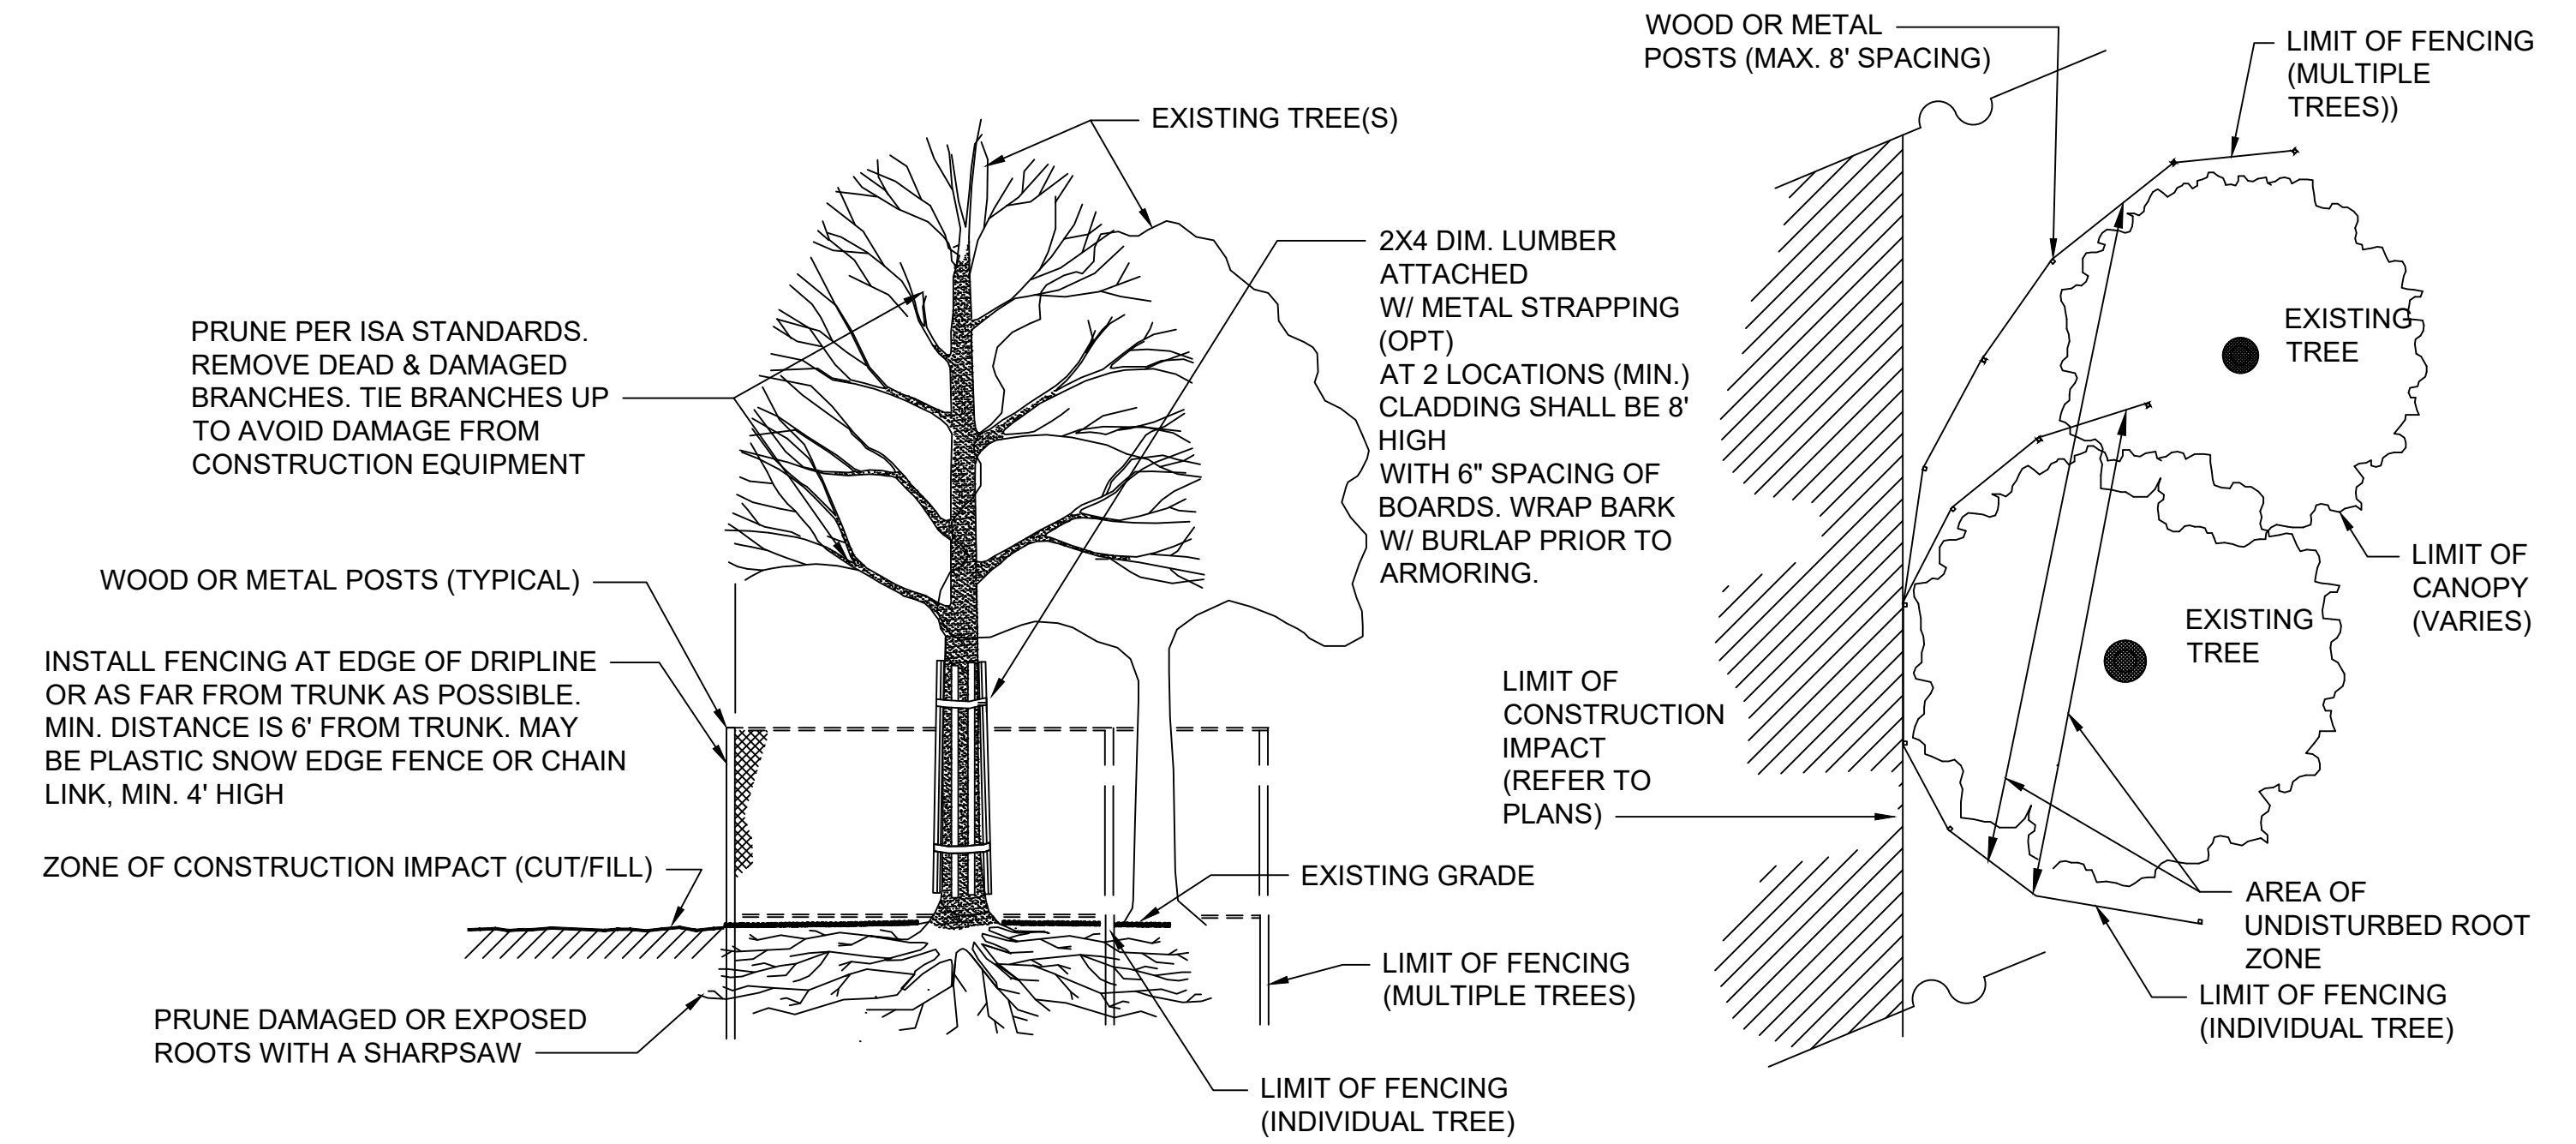 WOOD OR METAL
POSTS (MAX. 8' SPACING)
LIMIT OF FENCING
(MULTIPLE
TREES))
EXISTING TREE(S)
2X4 DIM. LUMBER
ATTACHED
W/ METAL STRAPPING
(OPT)
AT 2 LOCATIONS (MIN.)
CLADDING SHALL BE 8'
HIGH
WITH 6" SPACING OF
BOARDS. WRAP BARK
W/ BURLAP PRIOR TO
ARMORING.
PRUNE PER ISA STANDARDS.
REMOVE DEAD & DAMAGED
BRANCHES. TIE BRANCHES UP
TO AVOID DAMAGE FROM
CONSTRUCTION EQUIPMENT
EXISTING
TREE
WOOD OR METAL POSTS (TYPICAL)
LIMIT OF
CANOPY
(VARIES)
INSTALL FENCING AT EDGE OF DRIPLINE
OR AS FAR FROM TRUNK AS POSSIBLE.
MIN. DISTANCE IS 6' FROM TRUNK. MAY
BE PLASTIC SNOW EDGE FENCE OR CHAIN
LINK, MIN. 4' HIGH
EXISTING
TREE
LIMIT OF
CONSTRUCTION
IMPACT
(REFER TO
PLANS)
ZONE OF CONSTRUCTION IMPACT (CUT/FILL)
EXISTING GRADE
AREA OF
UNDISTURBED ROOT
ZONE
LIMIT OF FENCING
(MULTIPLE TREES)
LIMIT OF FENCING
(INDIVIDUAL TREE)
PRUNE DAMAGED OR EXPOSED
ROOTS WITH A SHARPSAW
LIMIT OF FENCING
(INDIVIDUAL TREE)